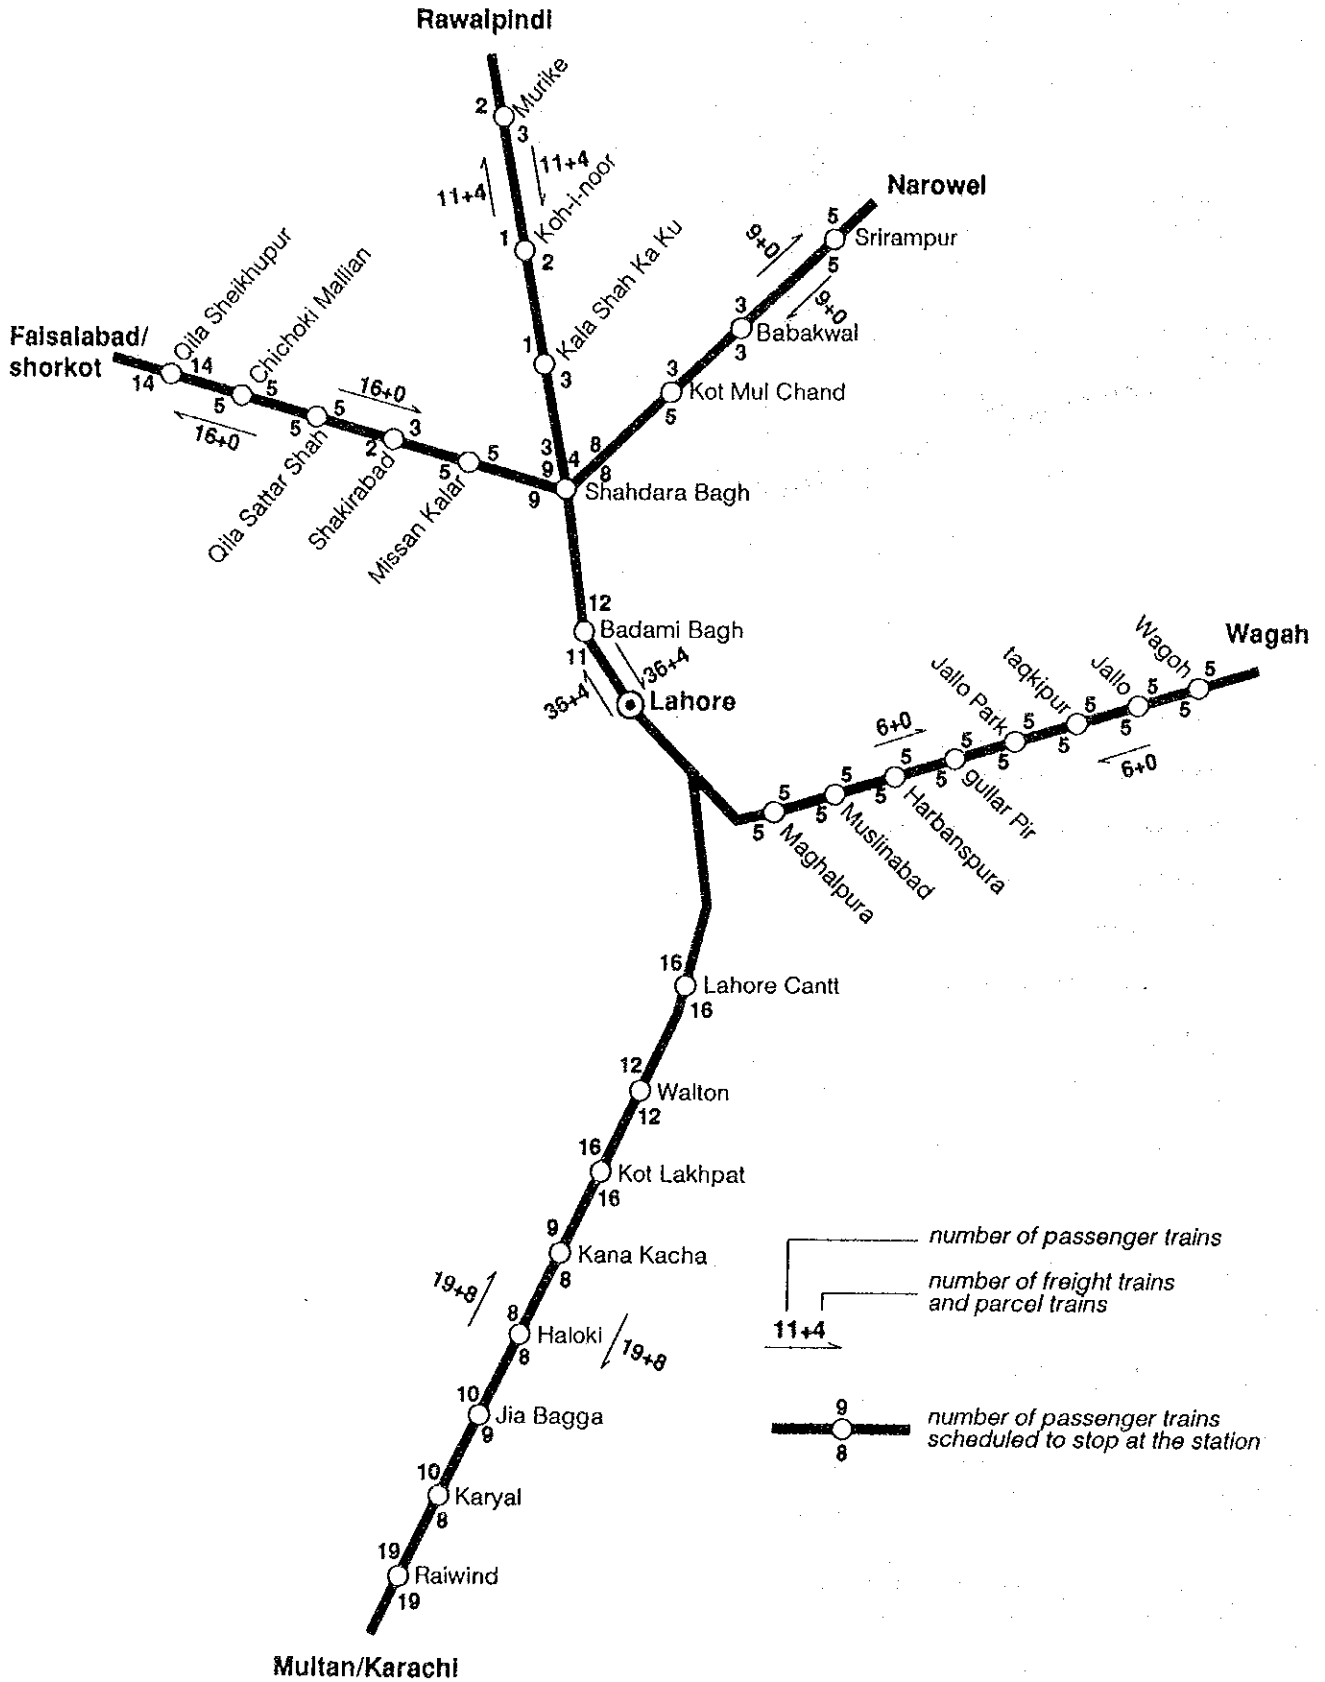 Rawalpindi
2
Murike
3
11+4
11+4
Koh-i-noor
1
2
Kala Shah Ka Ku
1
3
Narowel
5
Srirampur
5
9+0
9+0
3
Babakwal
3
3
Kot Mul Chand
5
Faisalabad/
shorkot
Qila Sheikhupur
14
14
Chichoki Mallian
5
5
16+0
16+0
5
5
Qila Sattar Shah
3
2
Shakirabad
5
5
Missan Kalar
3
4
8
9
8
9
Shahdara Bagh
12
Badami Bagh
11
36+4
36+4
Lahore
Wagah
Wagoh
5
5
Jallo
5
5
taqkipur
5
5
Jallo Park
5
5
6+0
6+0
5
5
gullar Pir
5
5
Harbanspura
5
5
Muslinabad
5
5
Maghalpura
16
Lahore Cantt
16
12
Walton
12
16
Kot Lakhpat
16
9
Kana Kacha
8
19+8
8
Haloki
8
19+8
10
Jia Bagga
9
10
Karyal
8
19
Raiwind
19
Multan/Karachi
number of passenger trains
number of freight trains
and parcel trains
11+4
9
8
number of passenger trains
scheduled to stop at the station